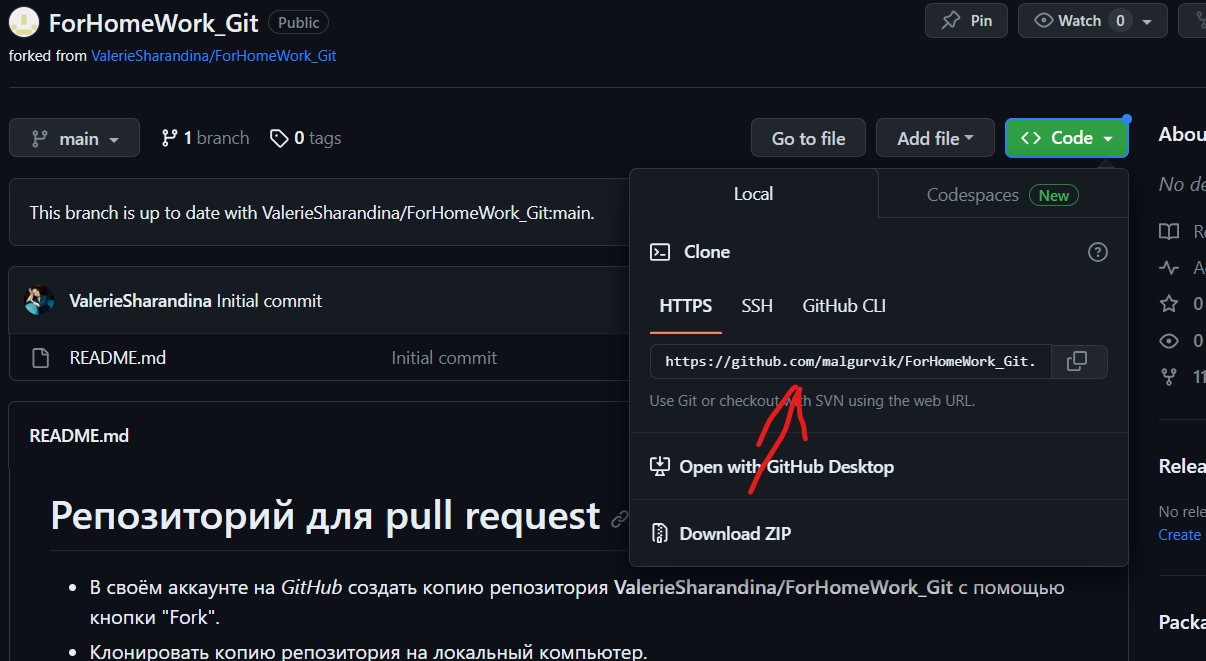 ForHomeWork_Git Public Pin Watch 0
forked from ValerieSharandina/ForHomeWork_Git
main 1 branch 0 tags Go to file Add file <> Code
Abou
This branch is up to date with ValerieSharandina/ForHomeWork_Git:main.
Local Codespaces New
No de
Clone
ValerieSharandina Initial commit
HTTPS SSH GitHub CLI
0
README.md Initial commit
https://github.com/malgurvik/ForHomeWork_Git.
0
Use Git or checkout with SVN using the web URL.
11
README.md
Open with GitHub Desktop
Relea
Репозиторий для pull request
No rele
Download ZIP
Create
В своём аккаунте на GitHub создать копию репозитория ValerieSharandina/ForHomeWork_Git с помощью
кнопки "Fork".
Packa
Клонировать копию репозитория на локальный компьютер.